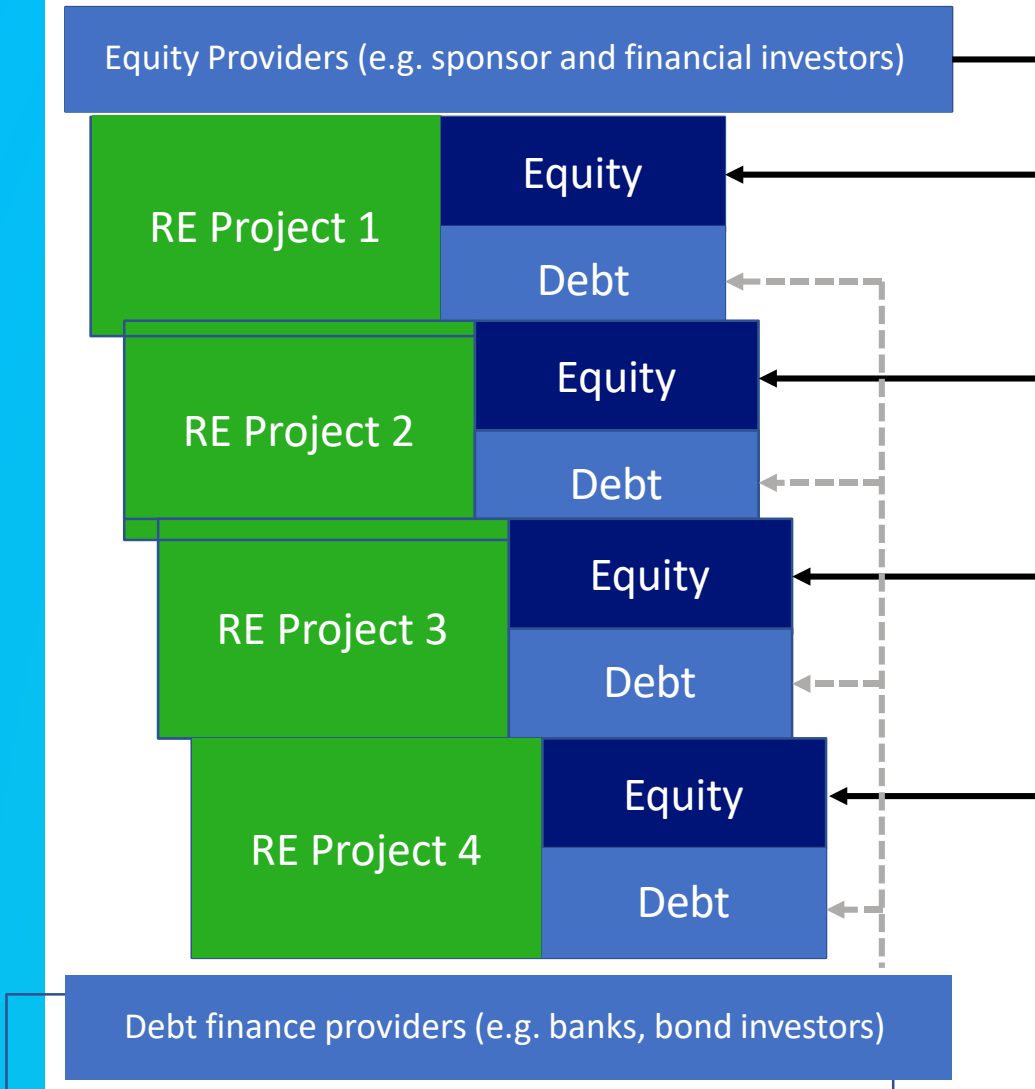 Equity Providers (e.g. sponsor and financial investors)
RE Project 1
Equity
Debt
RE Project 2
Equity
Debt
RE Project 3
Equity
Debt
RE Project 4
Equity
Debt
Debt finance providers (e.g. banks, bond investors)